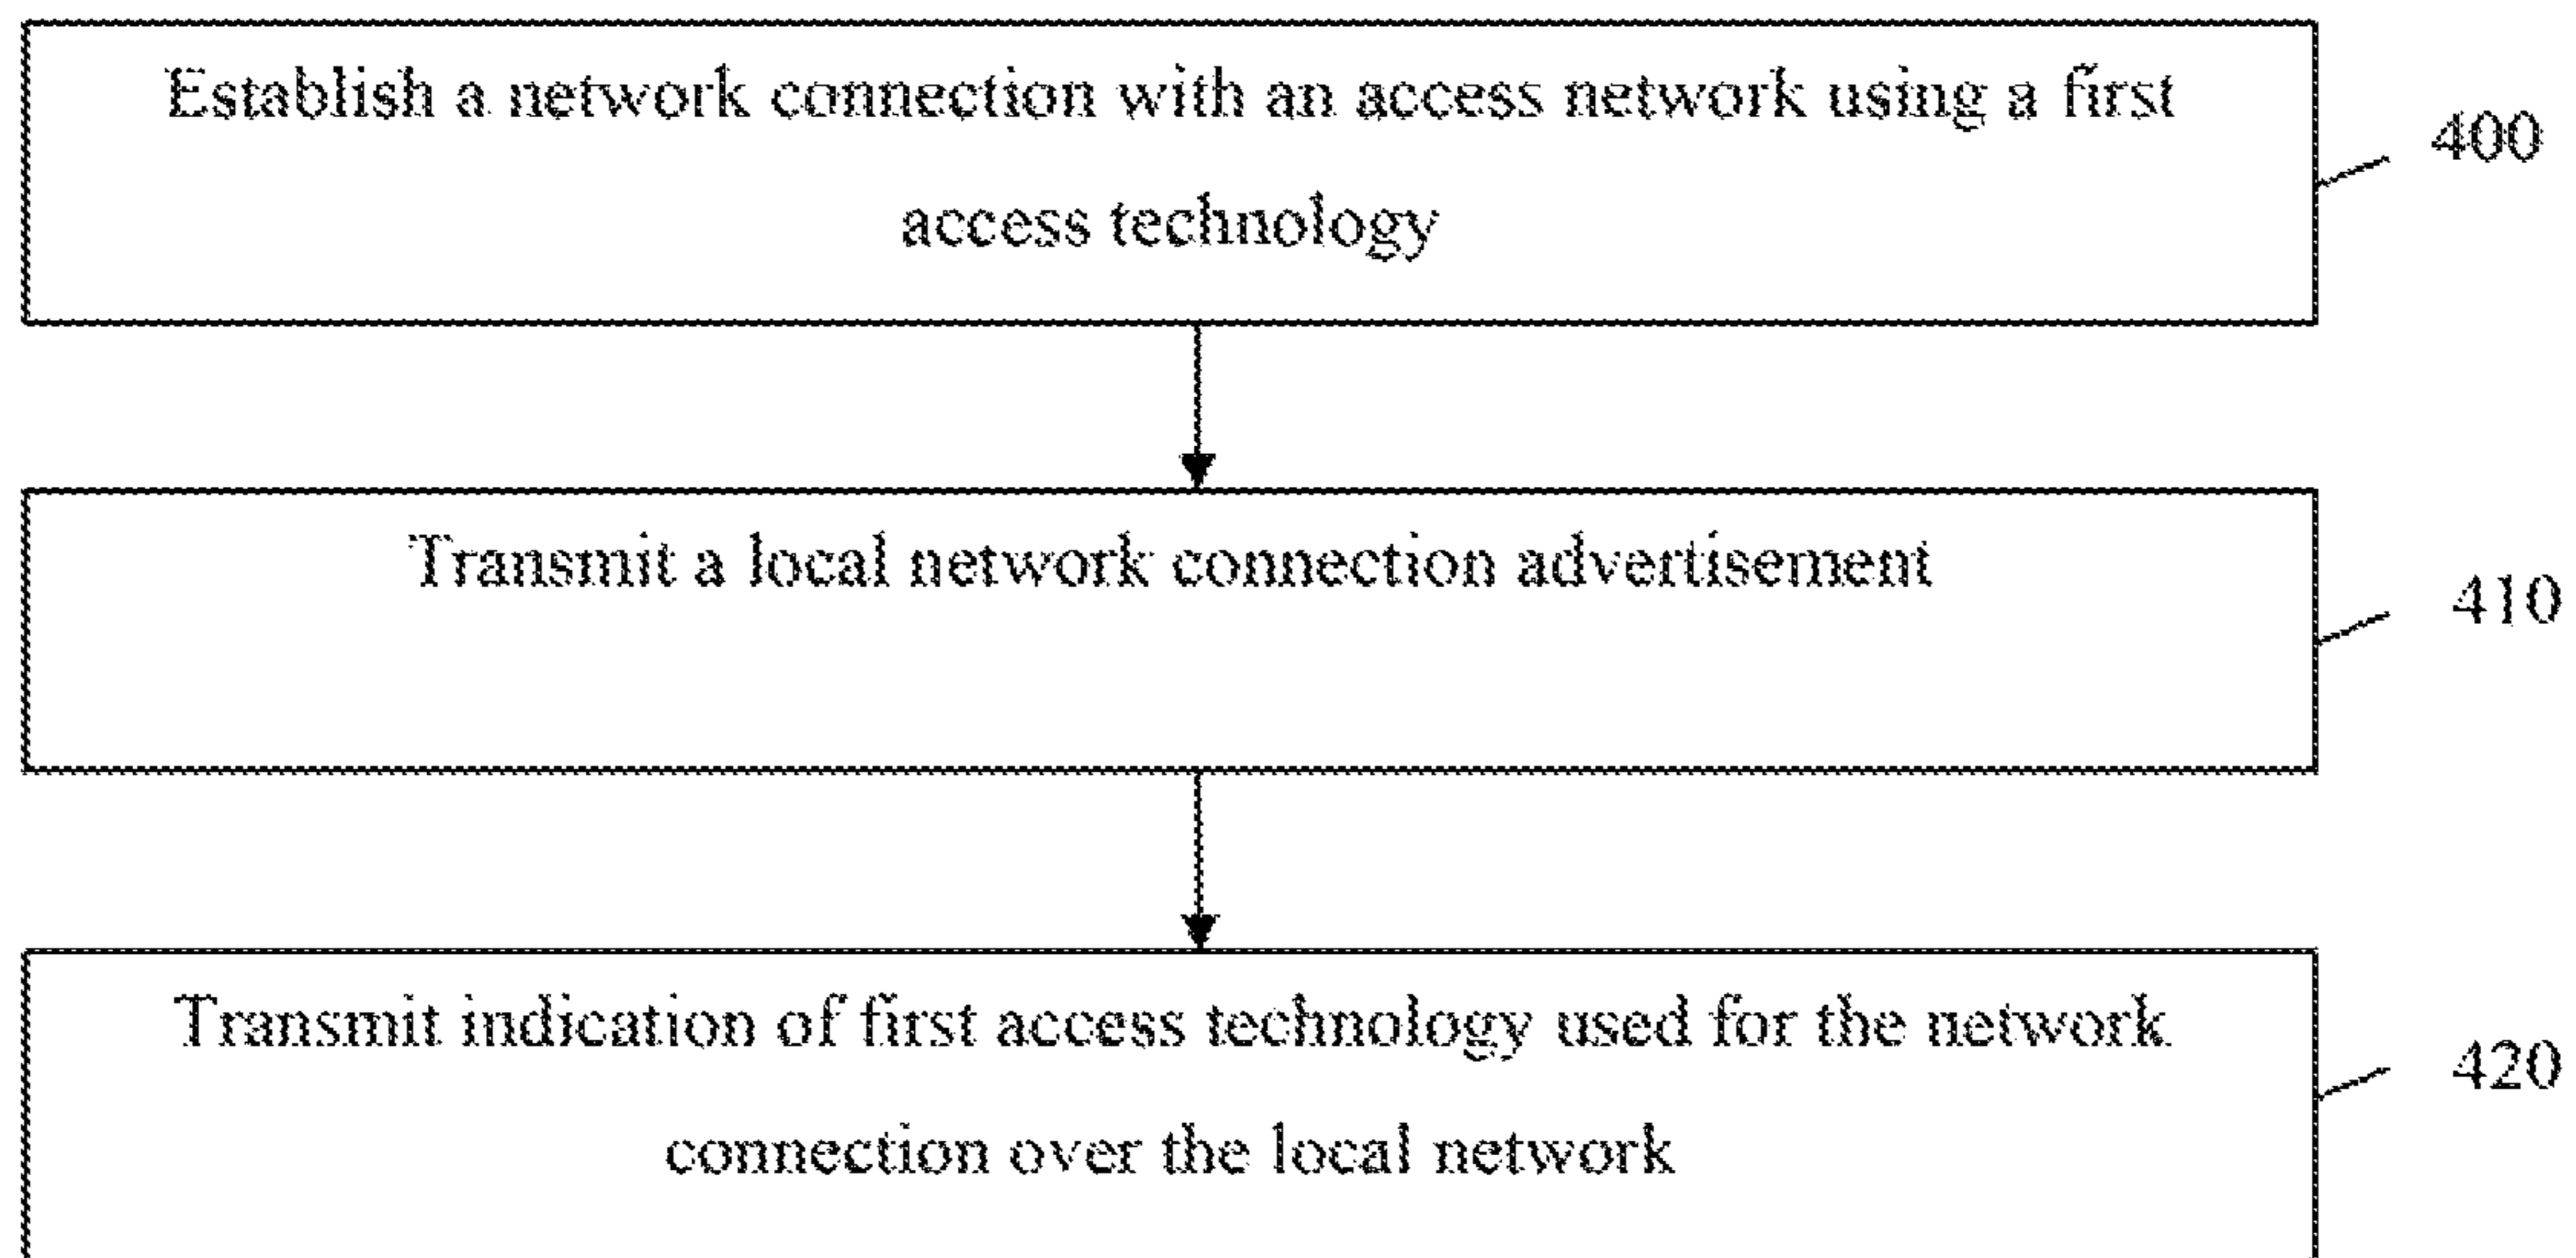 Establish a network connection with an access network using a first
access technology
400
Transmit a local network connection advertisement
410
Transmit indication of first access technology used for the network
connection over the local network
420